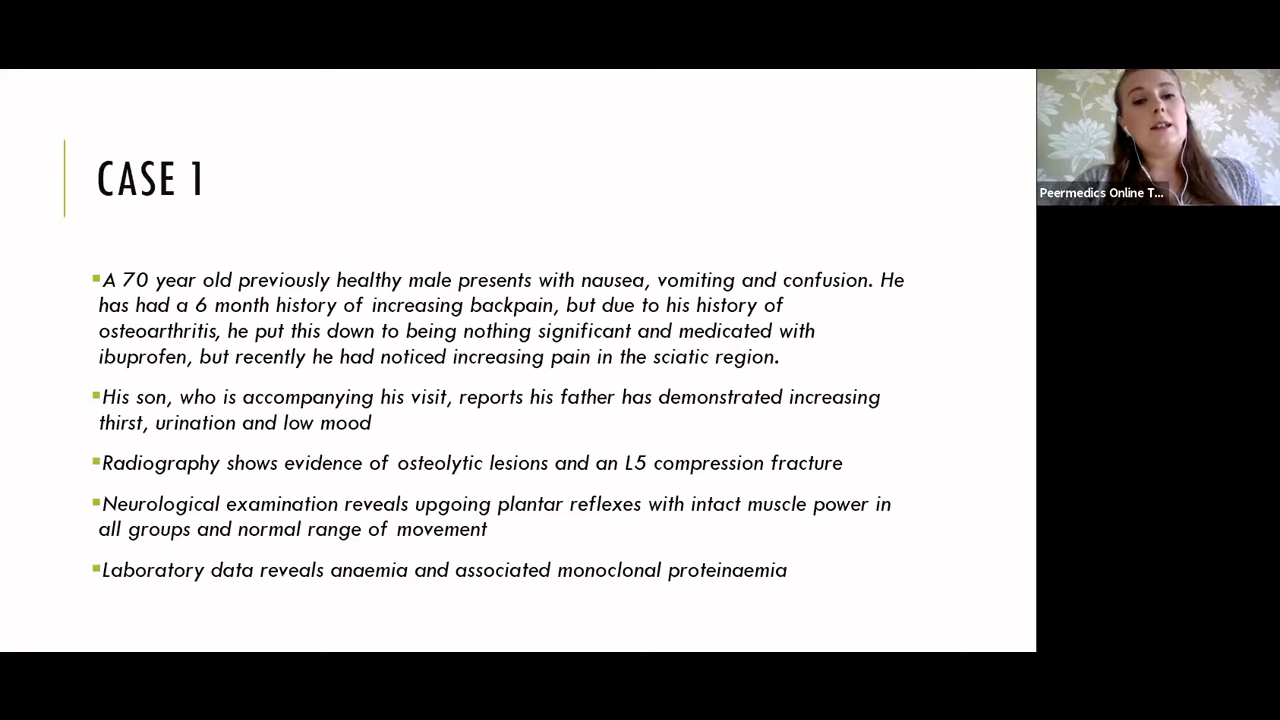 CASE 1
▪A 70 year old previously healthy male presents with nausea, vomiting and confusion. He
has had a 6 month history of increasing backpain, but due to his history of
osteoarthritis, he put this down to being nothing significant and medicated with
ibuprofen, but recently he had noticed increasing pain in the sciatic region.
▪His son, who is accompanying his visit, reports his father has demonstrated increasing
thirst, urination and low mood
▪Radiography shows evidence of osteolytic lesions and an L5 compression fracture
▪Neurological examination reveals upgoing plantar reflexes with intact muscle power in
all groups and normal range of movement
▪Laboratory data reveals anaemia and associated monoclonal proteinaemia
Peermedics Online T...